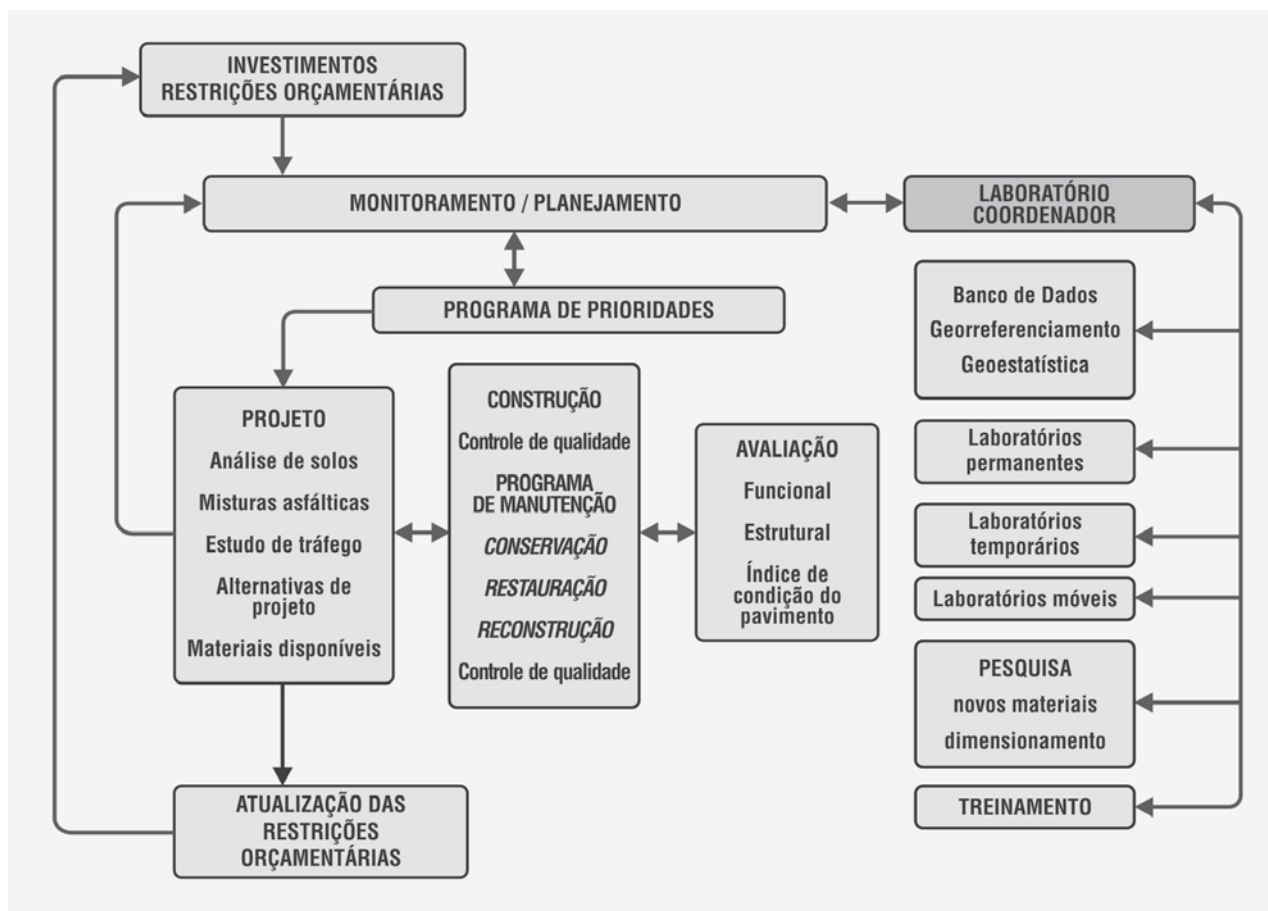 INVESTIMENTOS
RESTRIÇÕES ORÇAMENTÁRIAS
MONITORAMENTO / PLANEJAMENTO
LABORATÓRIO
COORDENADOR
PROGRAMA DE PRIORIDADES
PROJETO
Análise de solos
Misturas asfálticas
Estudo de tráfego
Alternativas de
projeto
Materiais disponíveis
CONSTRUÇÃO
Controle de qualidade
PROGRAMA
DE MANUTENÇÃO
CONSERVAÇÃO
RESTAURAÇÃO
RECONSTRUÇÃO
Controle de qualidade
AVALIAÇÃO
Funcional
Estrutural
Índice de
condição do
pavimento
Banco de Dados
Georreferenciamento
Geoestatística
Laboratórios
permanentes
Laboratórios
temporários
Laboratórios móveis
PESQUISA
novos materiais
dimensionamento
TREINAMENTO
ATUALIZAÇÃO DAS
RESTRIÇÕES
ORÇAMENTÁRIAS